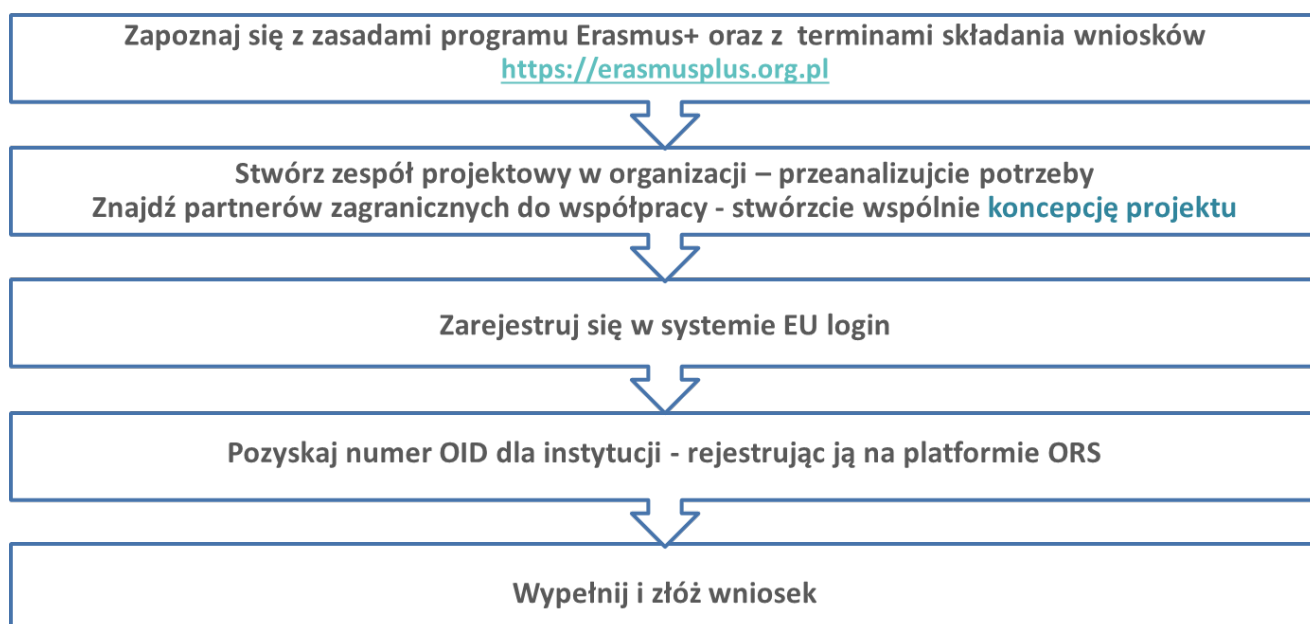 Zapoznaj się z zasadami programu Erasmus+ oraz z terminami składania wniosków
https://erasmusplus.org.pl
Stwórz zespół projektowy w organizacji – przeanalizujcie potrzeby
Znajdź partnerów zagranicznych do współpracy - stwórzcie wspólnie koncepcję projektu
Zarejestruj się w systemie EU login
Pozyskaj numer OID dla instytucji - rejestrując ją na platformie ORS
Wypełnij i złóż wniosek